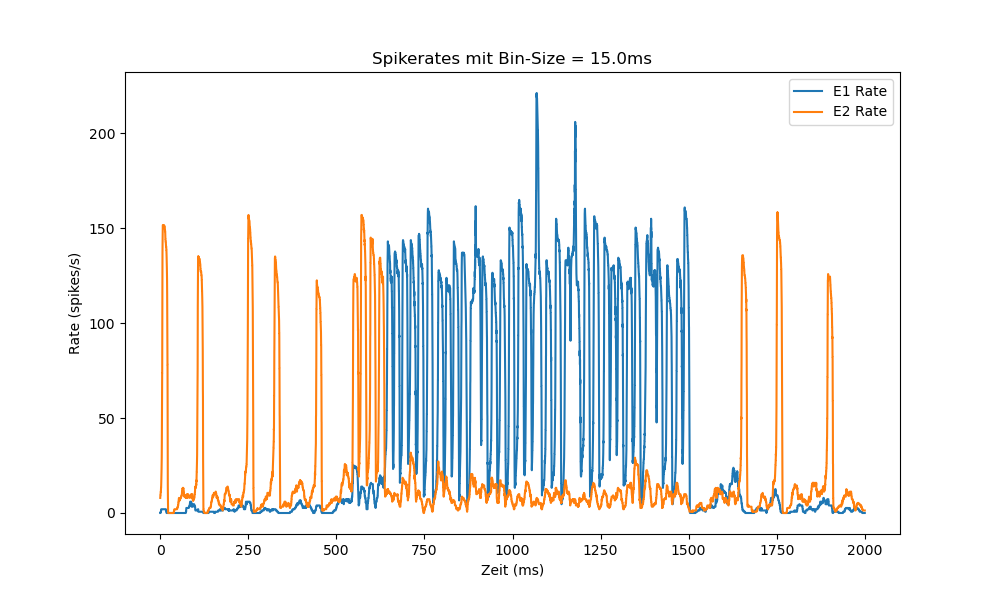 Spikerates mit Bin-Size = 15.0ms
E1 Rate
E2 Rate
Rate (spikes/s)
200
150
100
50
0
0 250 500 750 1000 1250 1500 1750 2000
Zeit (ms)